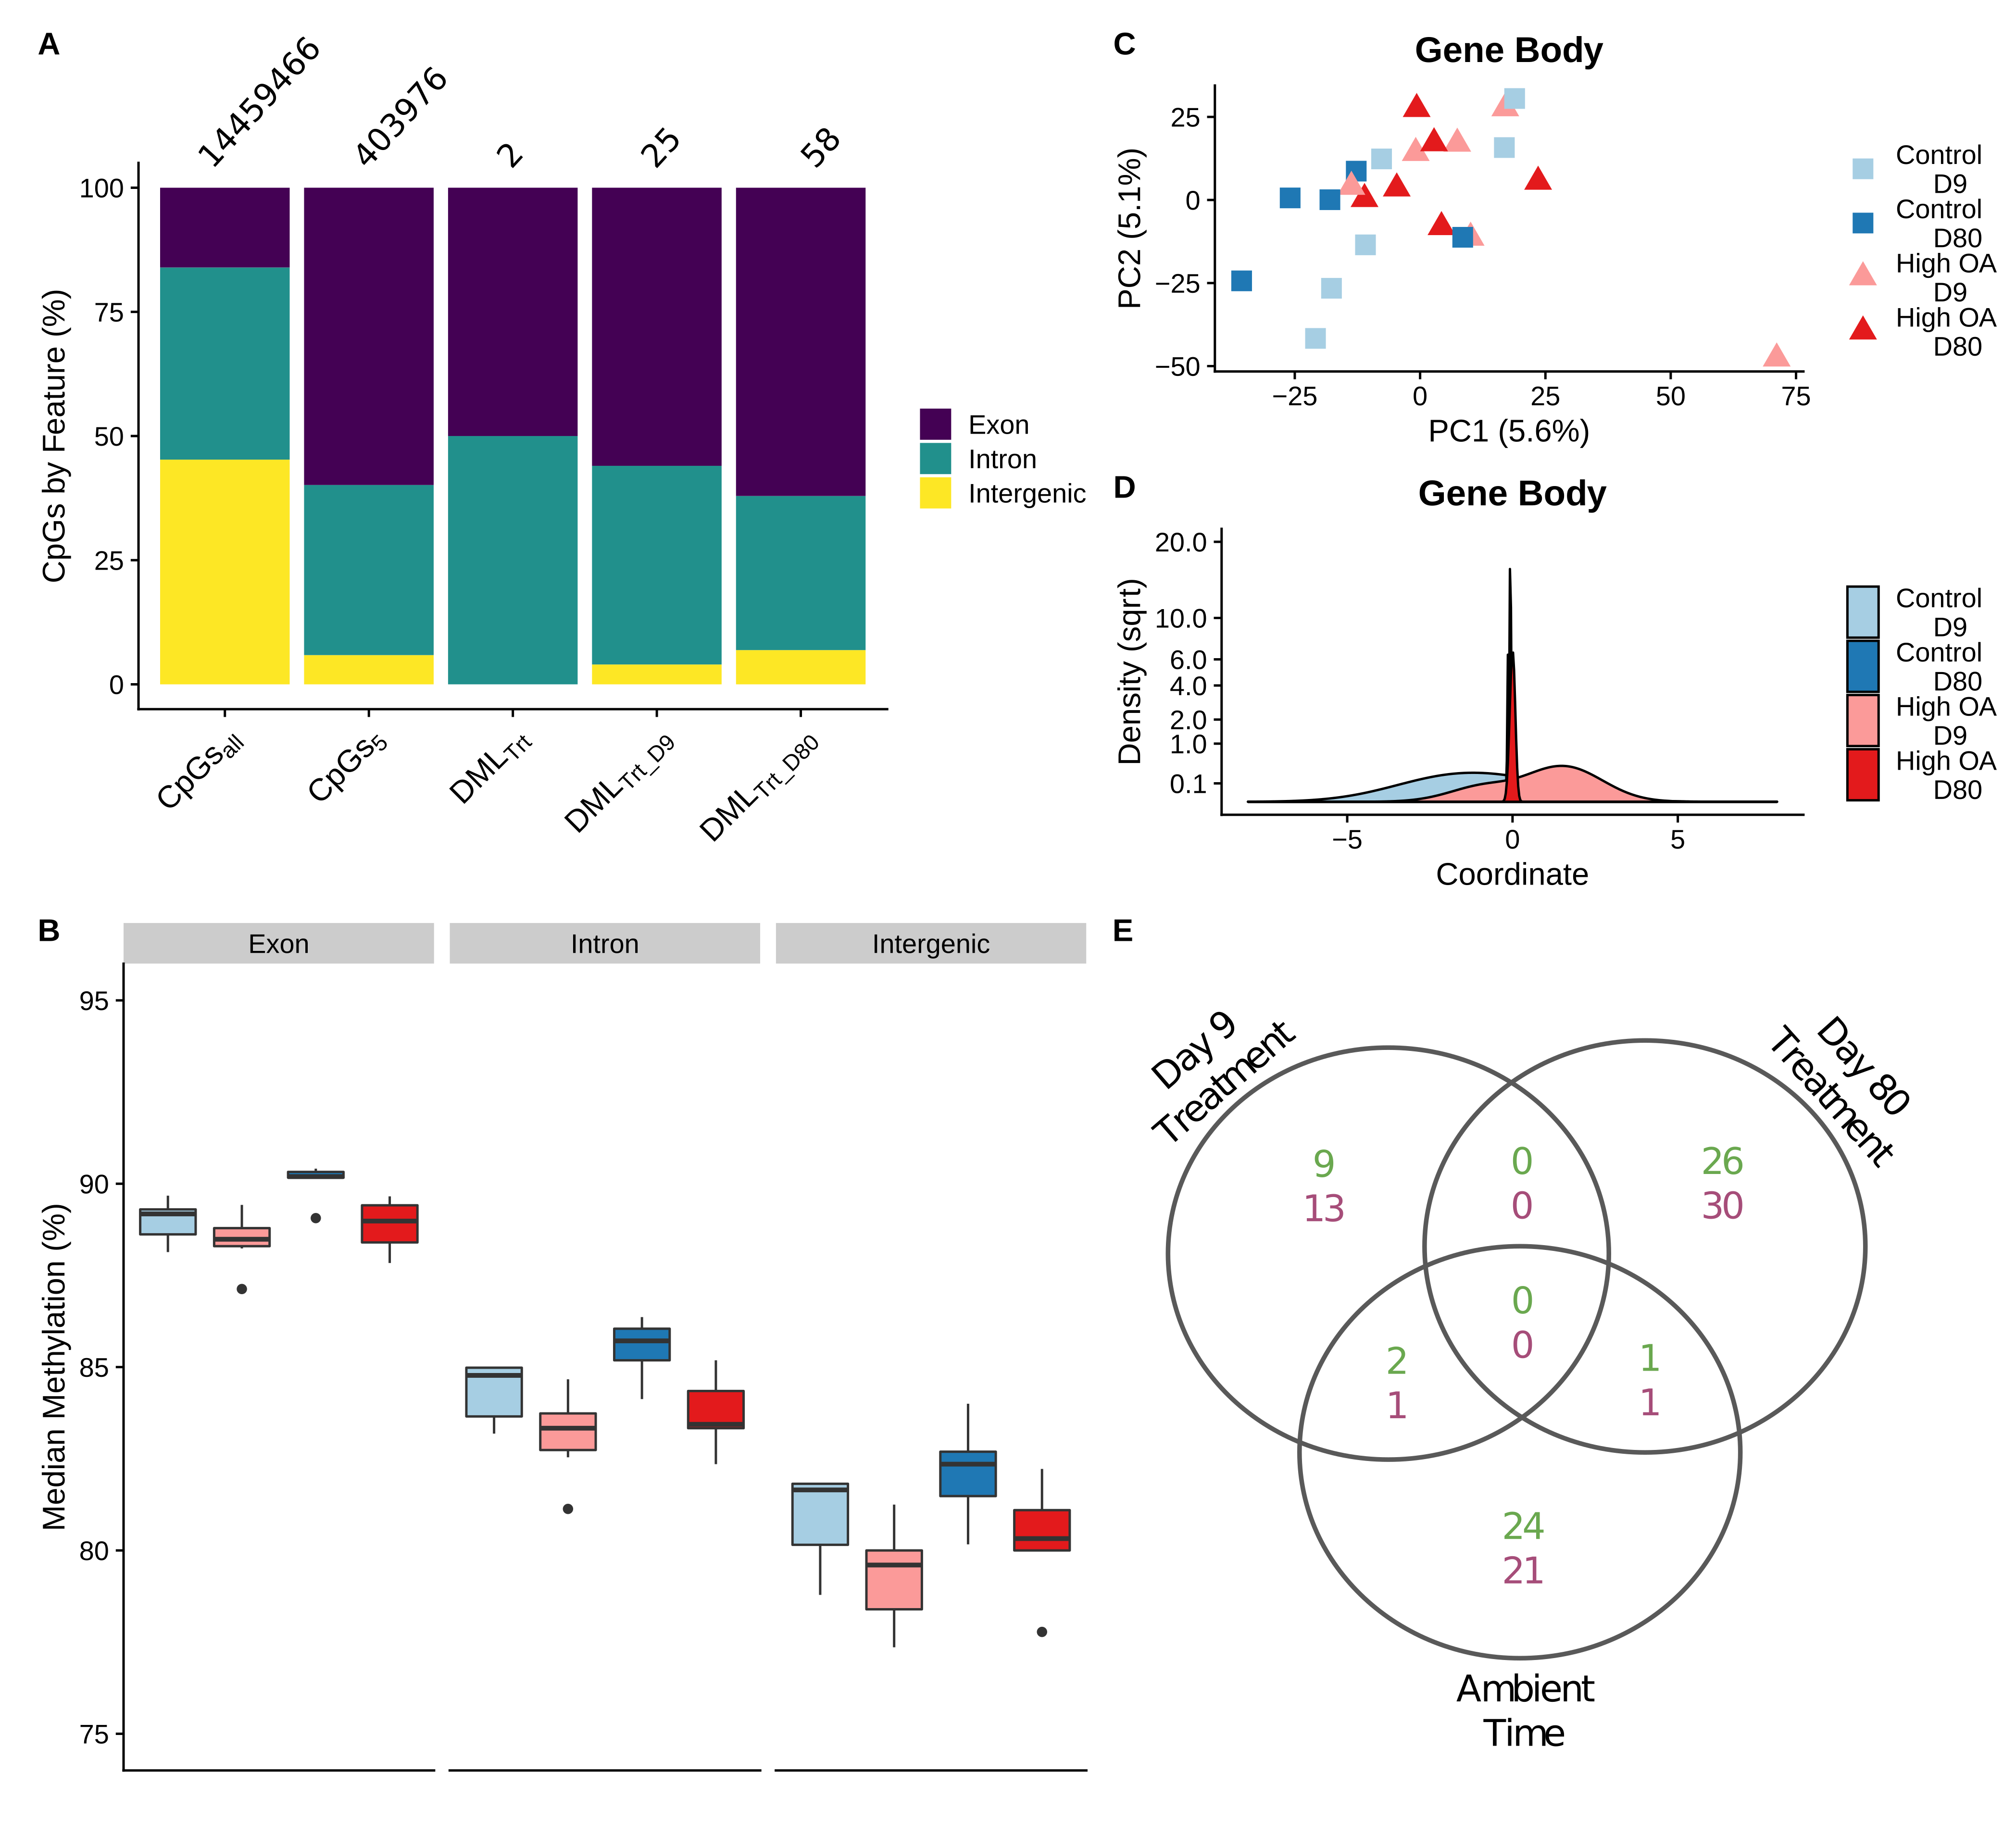 A
14459466
403976
2
25
58
CpGs by Feature (%)
100
75
50
25
0
CpGs_all
CpGs_5
DML_Trt
DML_Trt_D9
DML_Trt_D80
Exon
Intron
Intergenic
C
Gene Body
PC2 (5.1%)
25
0
−25
−50
−25
0
25
50
75
PC1 (5.6%)
Control
D9
Control
D80
High OA
D9
High OA
D80
D
Gene Body
Density (sqrt)
20.0
10.0
6.0
4.0
2.0
1.0
0.1
−5
0
5
Coordinate
Control
D9
Control
D80
High OA
D9
High OA
D80
B
Exon
Intron
Intergenic
Median Methylation (%)
95
90
85
80
75
E
Day 9
Treatment
Day 80
Treatment
9
13
0
0
26
30
0
0
2
1
1
1
24
21
Ambient
Time